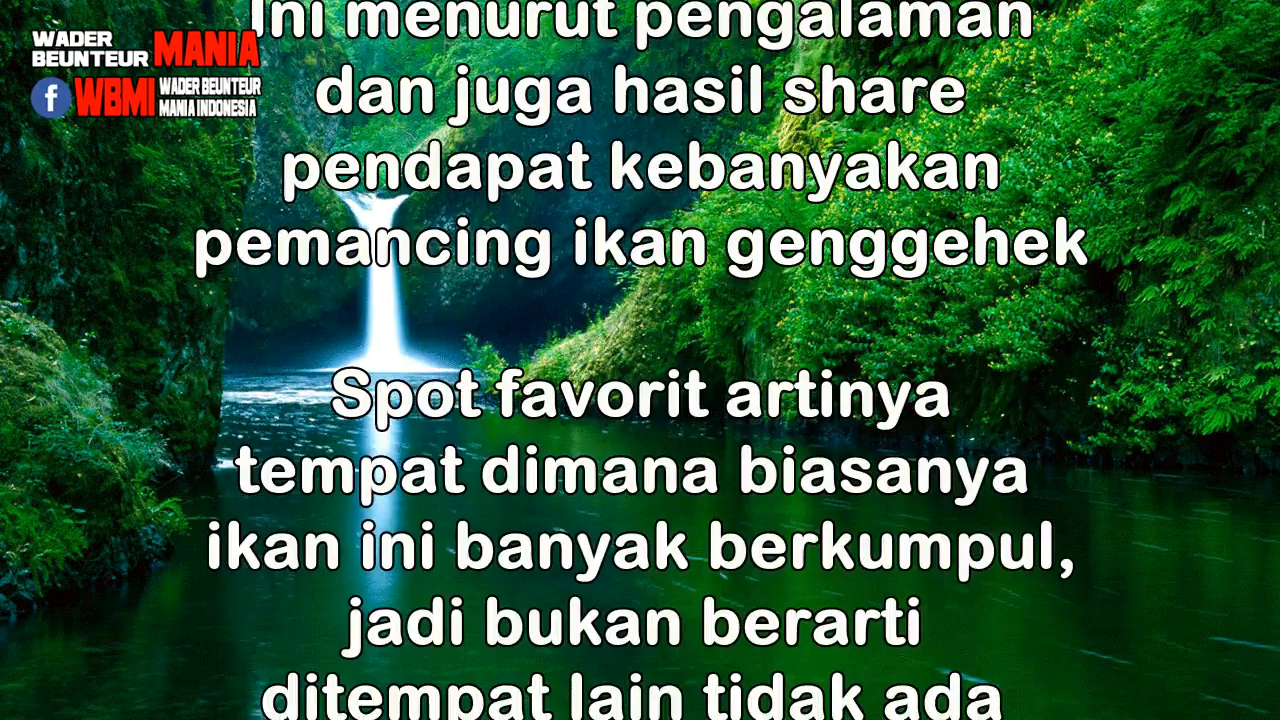 WADER
BEUNTEUR MANIA
f WBMI WADER BEUNTEUR
MANIA INDONESIA
Ini menurut pengalaman
dan juga hasil share
pendapat kebanyakan
pemancing ikan genggehek
Spot favorit artinya
tempat dimana biasanya
ikan ini banyak berkumpul,
jadi bukan berarti
ditempat lain tidak ada